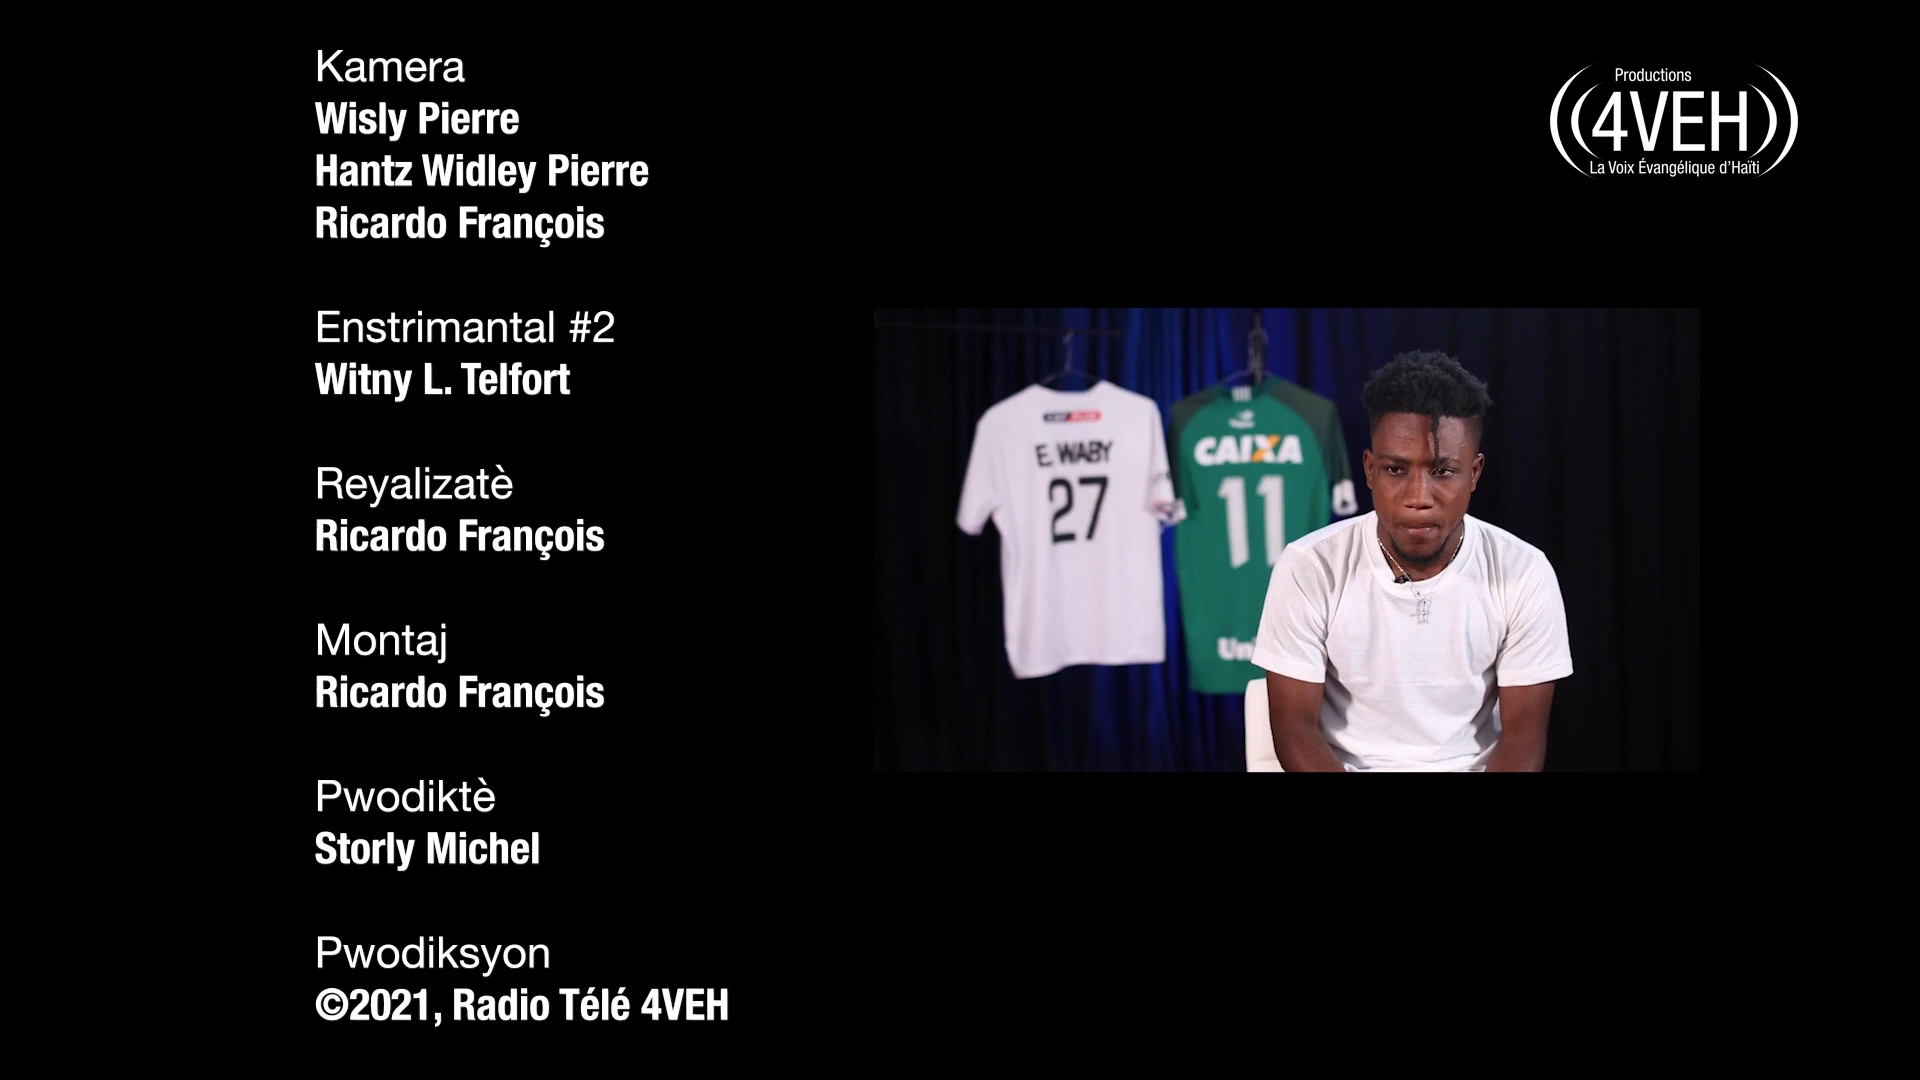 Kamera
Wisly Pierre
Hantz Widley Pierre
Ricardo François
Enstrimantal #2
Witny L. Telfort
Reyalizatè
Ricardo François
Montaj
Ricardo François
Pwodiktè
Storly Michel
Pwodiksyon
©2021, Radio Télé 4VEH
Productions
4VEH
La Voix Évangélique d'Haïti
E. WABY
27
CAIXA
11